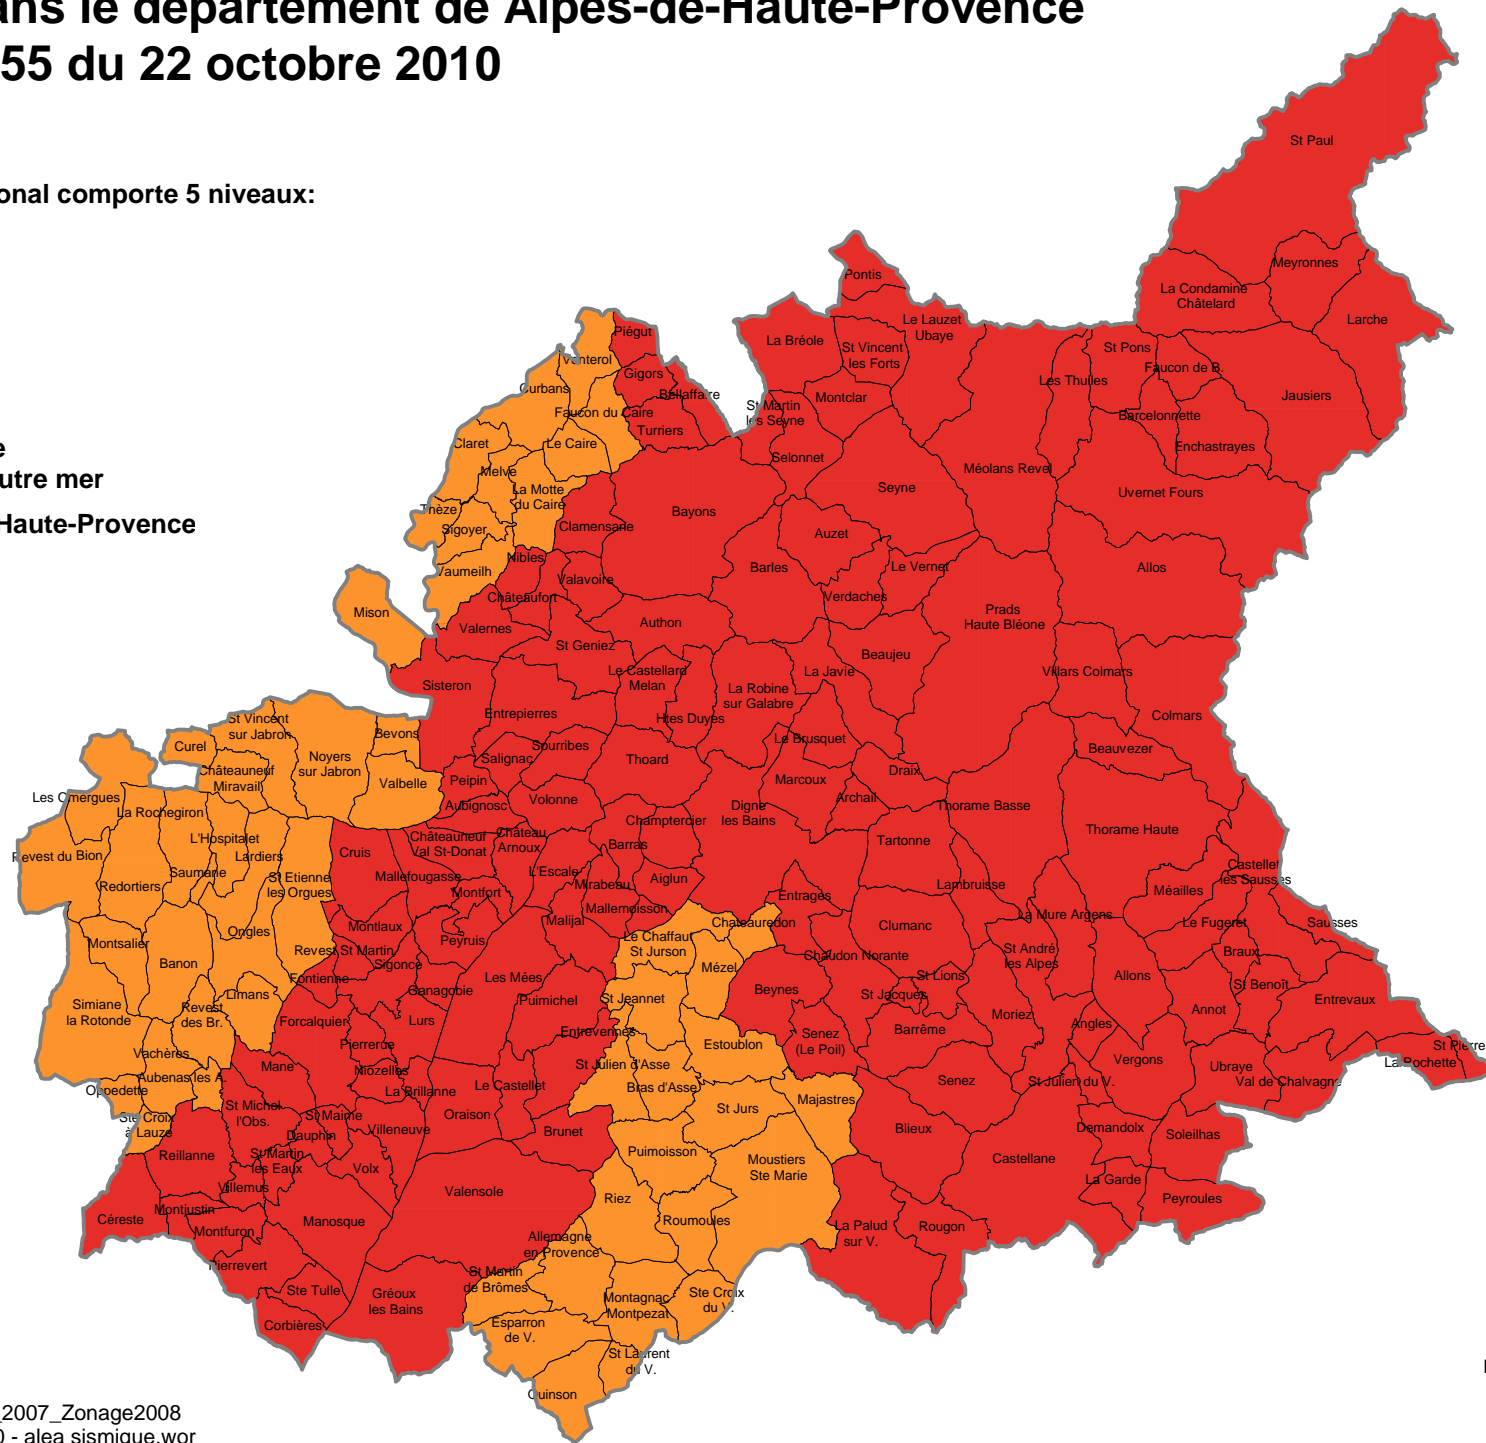 ans le département de Alpes-de-Haute-Provence
55 du 22 octobre 2010
onal comporte 5 niveaux:
e
utre mer
Haute-Provence
St Paul
Meyronnes
La Condamine
Châtelard
Larche
Pontis
Le Lauzet
Ubaye
La Bréole
St Vincent
les Forts
St Pons
Faucon de B.
Les Thuiles
Jausiers
Barcelonnette
Enchastrayes
Piégut
Venterol
Gigors
Curbans
Bellaffaire
Faucon du Caire
Turriers
St Martin
les Seyne
Montclar
Claret
Le Caire
Selonnet
Méolans Revel
Melve
La Motte
du Caire
Seyne
Uvernet Fours
Thèze
Sigoyer
Clamensane
Bayons
Auzet
Nibles
Vaumeilh
Valavoire
Barles
Le Vernet
Allos
Châteaufort
Verdaches
Mison
Valernes
Authon
Prads
Haute Bléone
St Geniez
Beaujeu
Le Castellard
Melan
La Javie
Villars Colmars
Sisteron
La Robine
sur Galabre
Entrepierres
Htes Duyes
Colmars
St Vincent
sur Jabron
Bevons
Curel
Noyers
sur Jabron
Sourribes
Salignac
Le Brusquet
Beauvezer
Thoard
Châteauneuf
Miravail
Valbelle
Peipin
Marcoux
Draix
Les Omergues
La Rochegiron
Aubignosc
Volonne
Archail
Digne
les Bains
Thorame Basse
Champtercier
Thorame Haute
L'Hospitalet
Châteauneuf
Val St-Donat
Château
Arnoux
Barras
Tartonne
Revest du Bion
Lardiers
Cruis
Saumane
St Etienne
les Orgues
Mallefougasse
L'Escale
Aiglun
Castellet
les Sausses
Redortiers
Montfort
Mirabeau
Entrages
Lambruisse
Méailles
Mallemoisson
Malijai
La Mure Argens
Le Fugeret
Sausses
Ongles
Montlaux
Chateauredon
Clumanc
Montsalier
Peyruis
Le Chaffaut
St Jurson
Banon
Revest St Martin
Chaudon Norante
St André
les Alpes
Braux
Sigonce
Mézel
Fontienne
Les Mées
St Lions
Allons
St Benoît
Limans
Ganagobie
Beynes
St Jacques
Puimichel
St Jeannet
Entrevaux
Simiane
la Rotonde
Revest
des Br.
Forcalquier
Lurs
Annot
Moriez
Entrevennes
Senez
(Le Poil)
Barrême
Angles
Vachères
Pierrerue
Estoublon
St Pierre
Mane
Niozelles
St Julien d'Asse
Vergons
Ubraye
La Rochette
Oppedette
Aubenas les A.
La Brillanne
Le Castellet
Bras d'Asse
Senez
St Julien du V.
Val de Chalvagne
Ste Croix
à Lauze
St Michel
l'Obs.
St Maime
Oraison
St Jurs
Majastres
Dauphin
Villeneuve
Brunet
Blieux
Demandolx
Soleilhas
Reillanne
St Martin
les Eaux
Volx
Puimoisson
Moustiers
Ste Marie
Castellane
Villemus
Valensole
Riez
La Garde
Peyroules
Céreste
Montjustin
Montfuron
Manosque
Roumoules
La Palud
sur V.
Rougon
Allemagne
en Provence
Pierrevert
St Martin
de Brômes
Ste Tulle
Gréoux
les Bains
Montagnac
Montpezat
Ste Croix
du V.
Corbières
Esparron
de V.
St Laurent
du V.
Quinson
_2007_Zonage2008
0 - alea sismique.wor